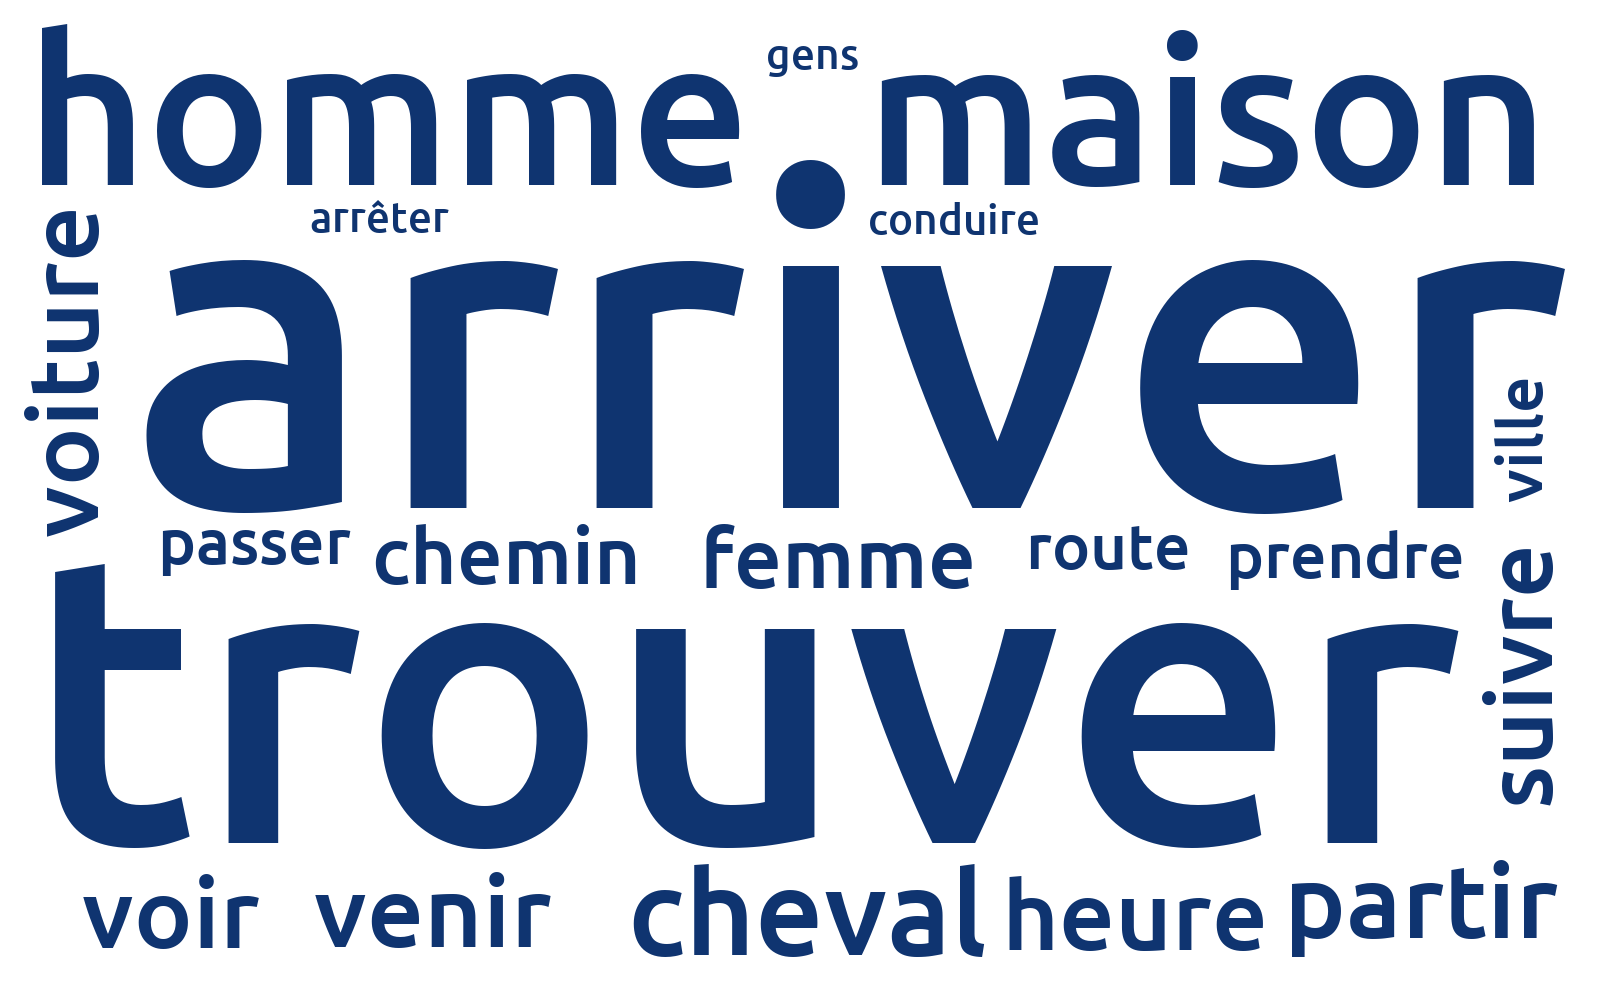 homme gens maison
arrêter conduire
voiture
arriver
ville
passer chemin femme route prendre
suivre
trouver
voir venir cheval heure partir